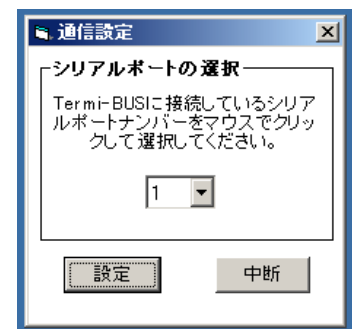 通信設定
シリアルポートの選択
Termi-BUSに接続しているシリア
ルポートナンバーをマウスでクリッ
クして選択してください。
1
設定
中断